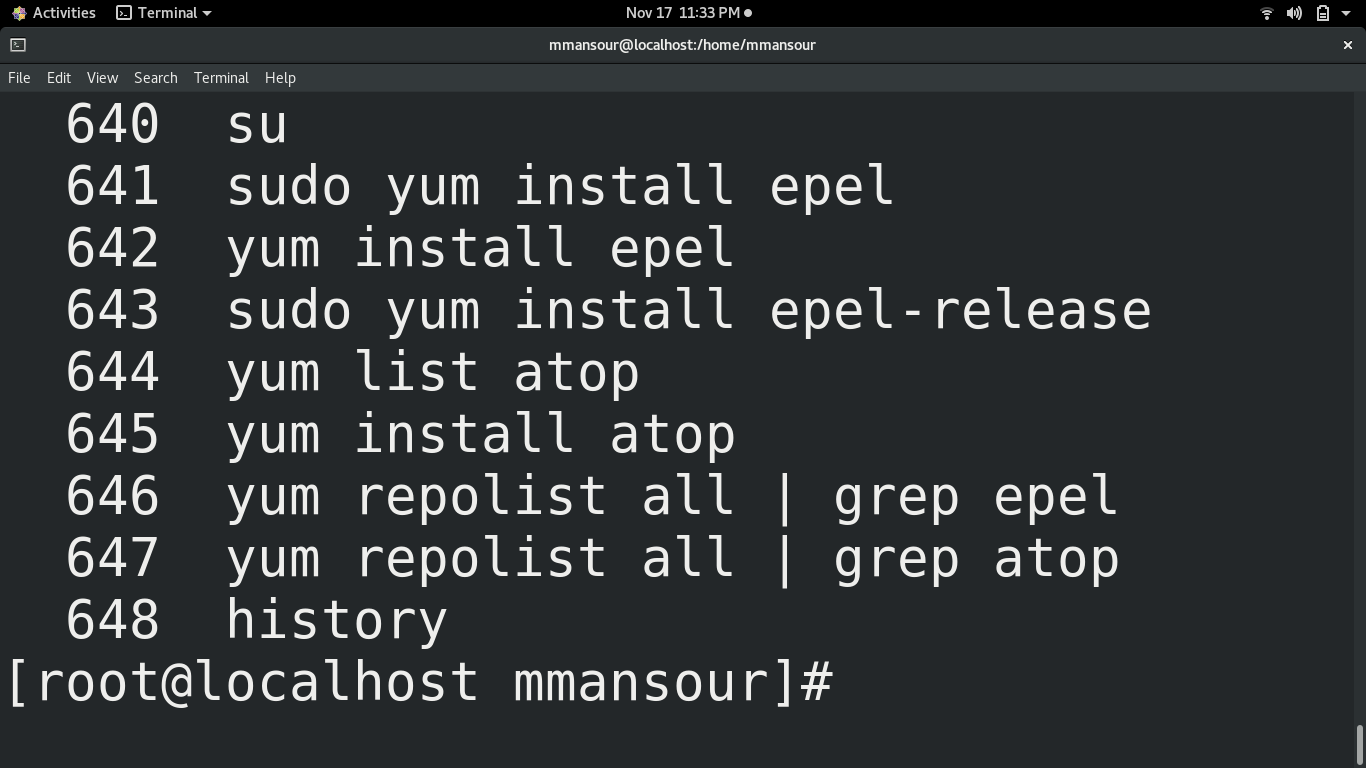 Activities Terminal Nov 17 11:33 PM
mmansour@localhost:/home/mmansour
File Edit View Search Terminal Help
640 su
641 sudo yum install epel
642 yum install epel
643 sudo yum install epel-release
644 yum list atop
645 yum install atop
646 yum repolist all | grep epel
647 yum repolist all | grep atop
648 history
[root@localhost mmansour]#